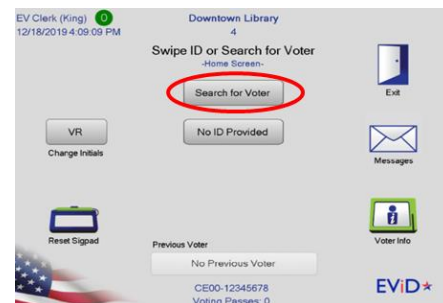 EV Clerk (King) 0
Downtown Library
12/18/2019 4:09:09 PM
4
Swipe ID or Search for Voter
-Home Screen-
Search for Voter
Exit
VR
No ID Provided
Change Initials
Messages
Reset Sigpad
Voter Info
Previous Voter
No Previous Voter
CE00-12345678
Voting Passes: 0
EViD